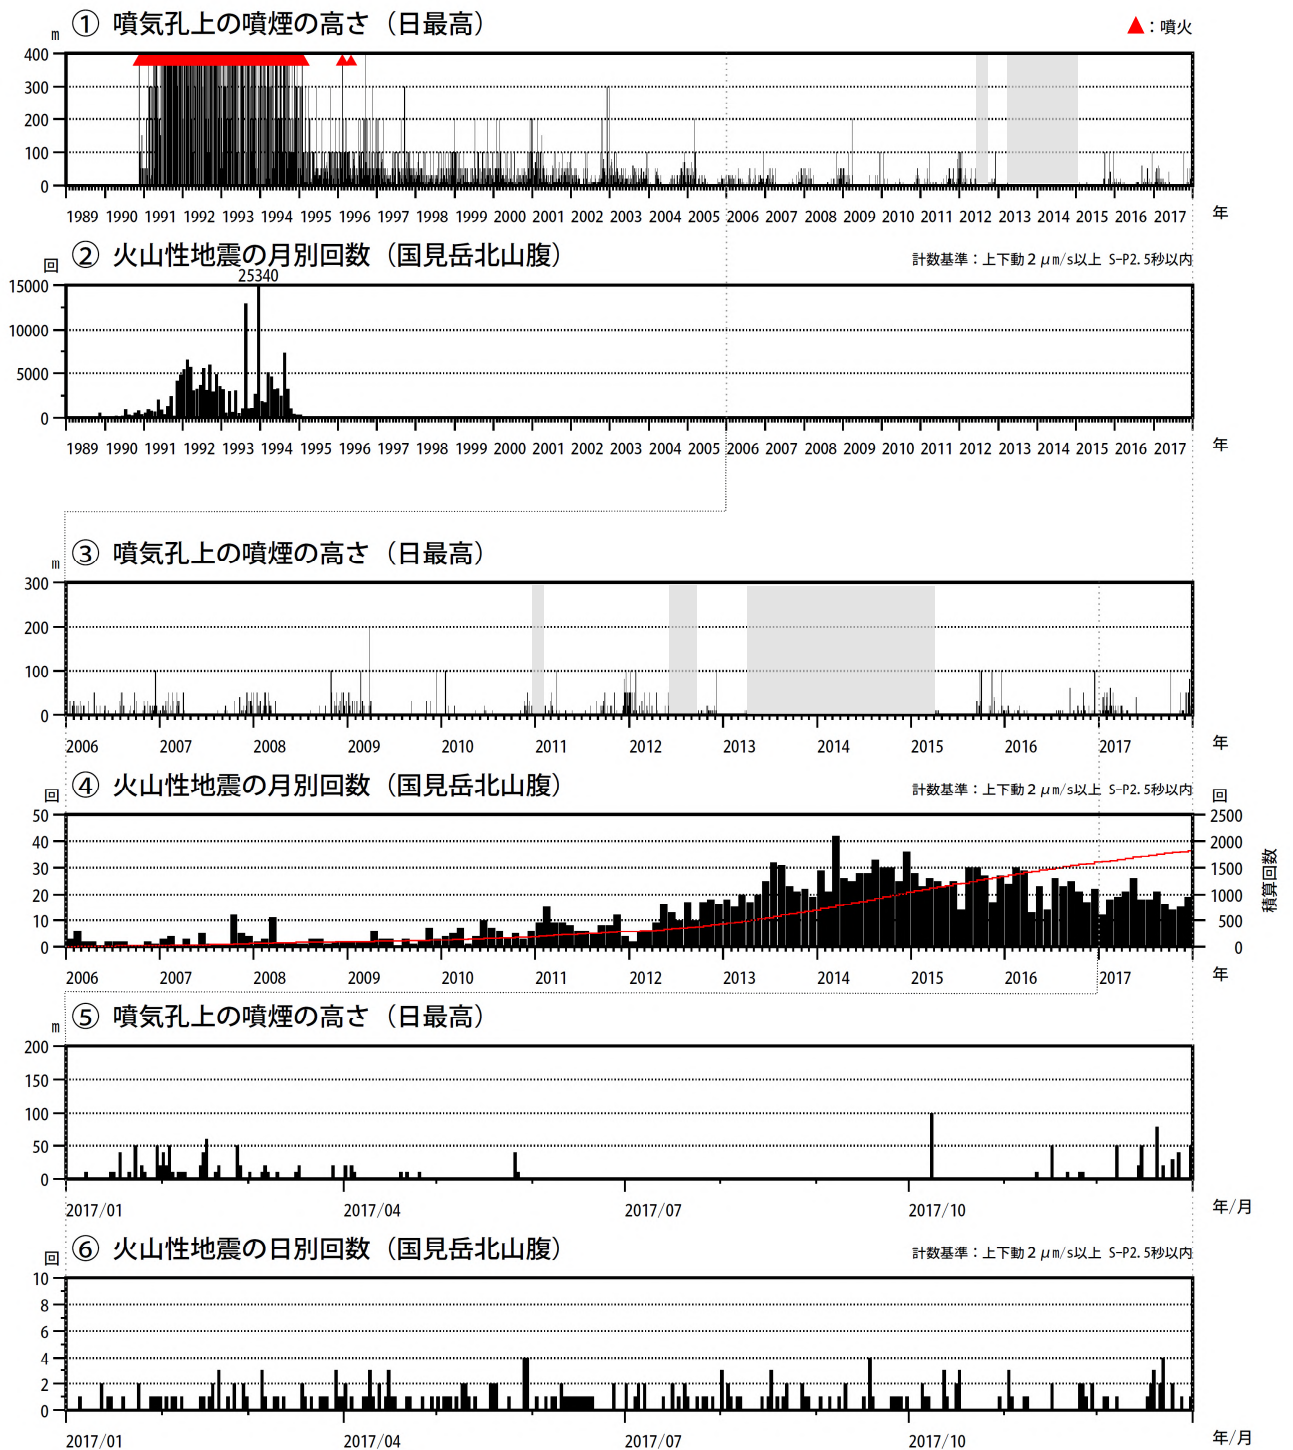 ① 噴気孔上の噴煙の高さ（日最高）
▲：噴火
m
400
300
200
100
0
1989 1990 1991 1992 1993 1994 1995 1996 1997 1998 1999 2000 2001 2002 2003 2004 2005 2006 2007 2008 2009 2010 2011 2012 2013 2014 2015 2016 2017 年
② 火山性地震の月別回数（国見岳北山腹）
計数基準：上下動２μm/s以上 S-P2.5秒以内
回
25340
15000
10000
5000
0
1989 1990 1991 1992 1993 1994 1995 1996 1997 1998 1999 2000 2001 2002 2003 2004 2005 2006 2007 2008 2009 2010 2011 2012 2013 2014 2015 2016 2017 年
③ 噴気孔上の噴煙の高さ（日最高）
m
300
200
100
0
2006 2007 2008 2009 2010 2011 2012 2013 2014 2015 2016 2017 年
④ 火山性地震の月別回数（国見岳北山腹）
計数基準：上下動２μm/s以上 S-P2.5秒以内
回 回
50 2500
40 2000
30 1500
20 1000
10 500
0 0
積算回数
2006 2007 2008 2009 2010 2011 2012 2013 2014 2015 2016 2017 年
⑤ 噴気孔上の噴煙の高さ（日最高）
m
200
150
100
50
0
2017/01 2017/04 2017/07 2017/10 年/月
⑥ 火山性地震の日別回数（国見岳北山腹）
計数基準：上下動２μm/s以上 S-P2.5秒以内
回
10
8
6
4
2
0
2017/01 2017/04 2017/07 2017/10 年/月